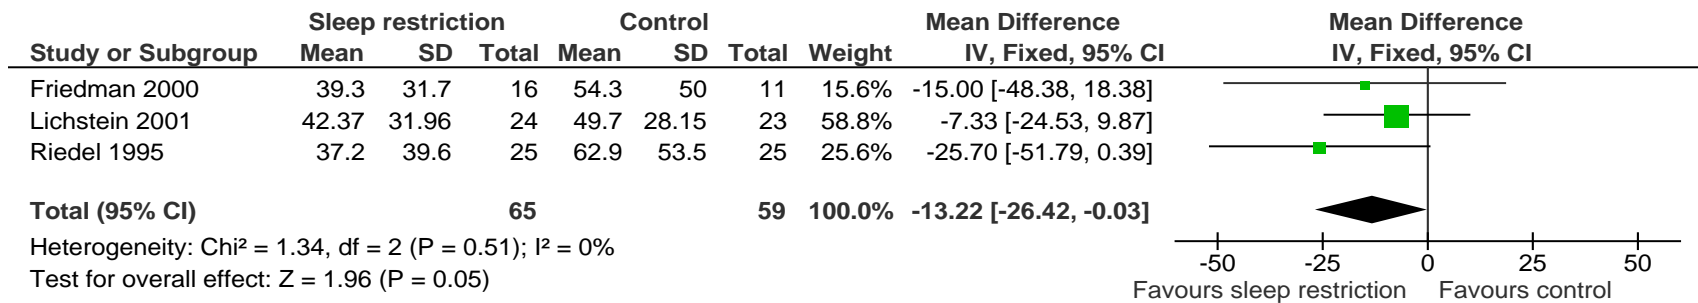 Sleep restriction Control Mean Difference Mean Difference
Study or Subgroup Mean SD Total Mean SD Total Weight IV, Fixed, 95% CI IV, Fixed, 95% CI
Friedman 2000 39.3 31.7 16 54.3 50 11 15.6% -15.00 [-48.38, 18.38]
Lichstein 2001 42.37 31.96 24 49.7 28.15 23 58.8% -7.33 [-24.53, 9.87]
Riedel 1995 37.2 39.6 25 62.9 53.5 25 25.6% -25.70 [-51.79, 0.39]
Total (95% CI) 65 59 100.0% -13.22 [-26.42, -0.03]
Heterogeneity: Chi² = 1.34, df = 2 (P = 0.51); I² = 0%
Test for overall effect: Z = 1.96 (P = 0.05)
-50 -25 0 25 50
Favours sleep restriction Favours control